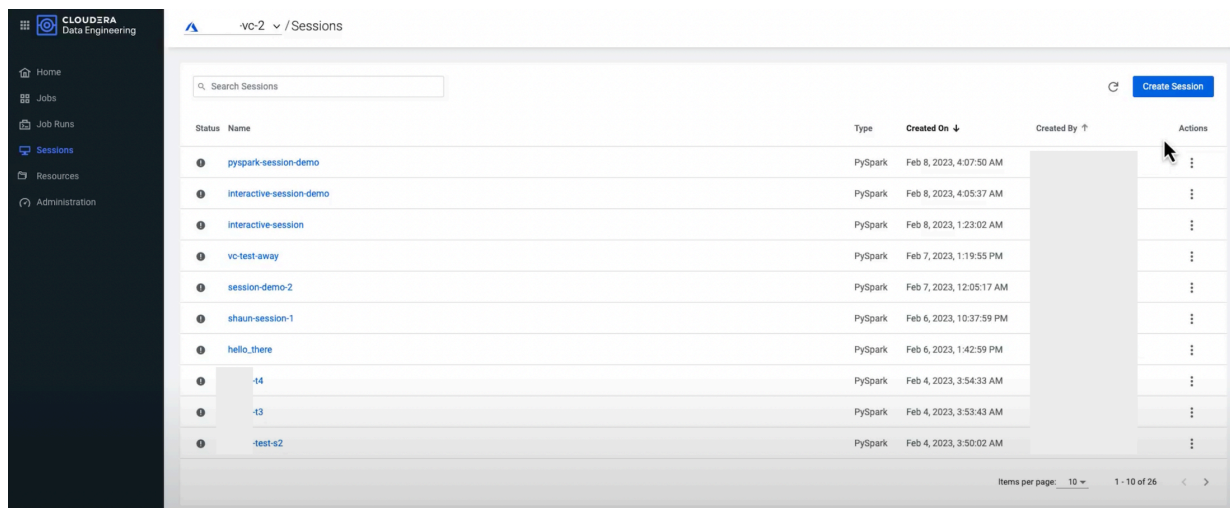 CLOUDERA
Data Engineering
-vc-2 / Sessions
Home
Jobs
Job Runs
Sessions
Resources
Administration
Search Sessions
Create Session
Status Name Type Created On Created By Actions
pyspark-session-demo PySpark Feb 8, 2023, 4:07:50 AM
interactive-session-demo PySpark Feb 8, 2023, 4:05:37 AM
interactive-session PySpark Feb 8, 2023, 1:23:02 AM
vc-test-away PySpark Feb 7, 2023, 1:19:55 PM
session-demo-2 PySpark Feb 7, 2023, 12:05:17 AM
shaun-session-1 PySpark Feb 6, 2023, 10:37:59 PM
hello_there PySpark Feb 6, 2023, 1:42:59 PM
-t4 PySpark Feb 4, 2023, 3:54:33 AM
-t3 PySpark Feb 4, 2023, 3:53:43 AM
-test-s2 PySpark Feb 4, 2023, 3:50:02 AM
Items per page: 10 1 - 10 of 26